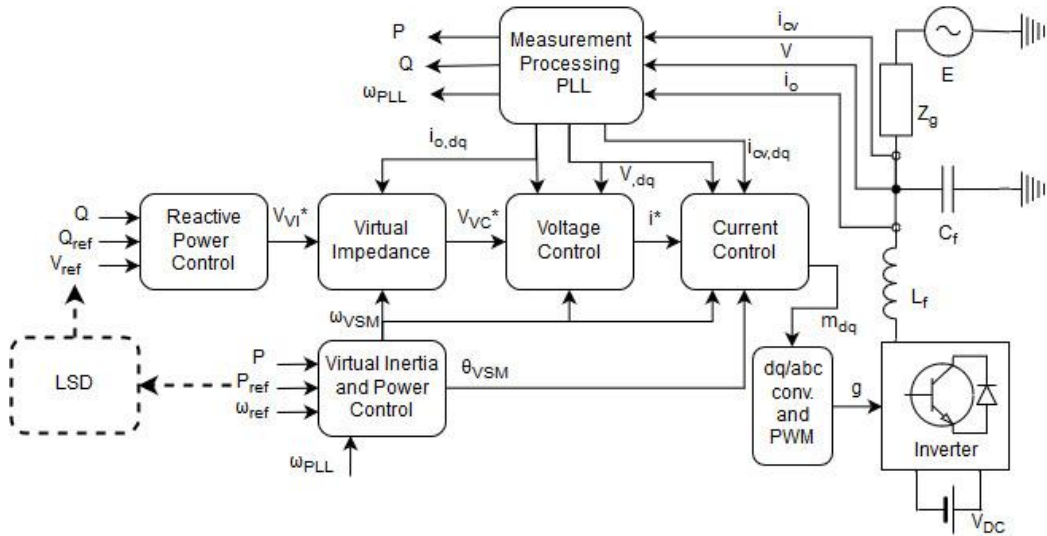 P
Q
ωPLL
Measurement
Processing
PLL
icv
V
io
E
Zg
io,dq
V,dq
icv,dq
Q
Qref
Vref
Reactive
Power
Control
VVI*
Virtual
Impedance
VVC*
Voltage
Control
i*
Current
Control
Cf
Lf
mdq
ωVSM
LSD
P
Pref
ωref
Virtual Inertia
and Power
Control
θVSM
ωPLL
dq/abc
conv.
and
PWM
g
Inverter
VDC